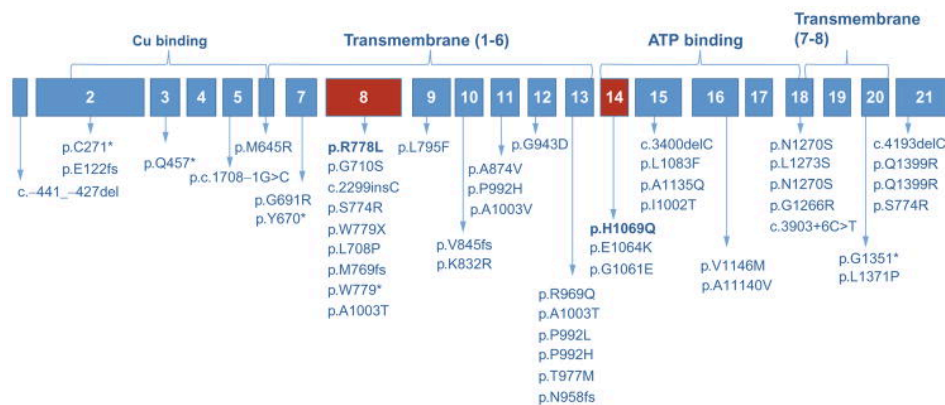 Cu binding
Transmembrane (1-6)
ATP binding
Transmembrane
(7-8)
2
3
4
5
7
8
9
10
11
12
13
14
15
16
17
18
19
20
21
c.–441_–427del
p.C271*
p.E122fs
p.Q457*
p.c.1708–1G>C
p.M645R
p.G691R
p.Y670*
p.R778L
p.G710S
c.2299insC
p.S774R
p.W779X
p.L708P
p.M769fs
p.W779*
p.A1003T
p.L795F
p.V845fs
p.K832R
p.A874V
p.P992H
p.A1003V
p.G943D
p.R969Q
p.A1003T
p.P992L
p.P992H
p.T977M
p.N958fs
p.H1069Q
p.E1064K
p.G1061E
c.3400delC
p.L1083F
p.A1135Q
p.I1002T
p.V1146M
p.A11140V
p.N1270S
p.L1273S
p.N1270S
p.G1266R
c.3903+6C>T
p.G1351*
p.L1371P
c.4193delC
p.Q1399R
p.Q1399R
p.S774R